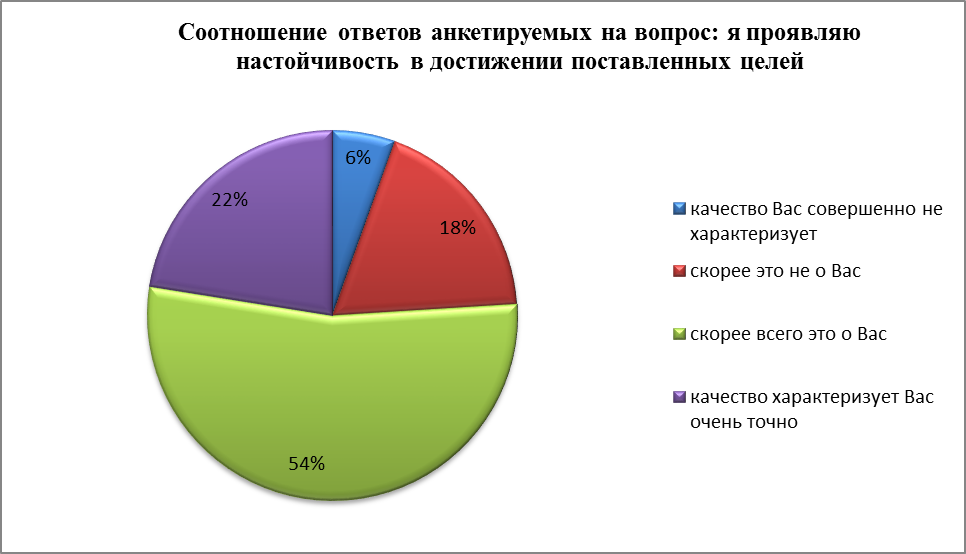 Соотношение ответов анкетируемых на вопрос: я проявляю
настойчивость в достижении поставленных целей
6%
22%
18%
54%
качество Вас совершенно не
характеризует
скорее это не о Вас
скорее всего это о Вас
качество характеризует Вас
очень точно